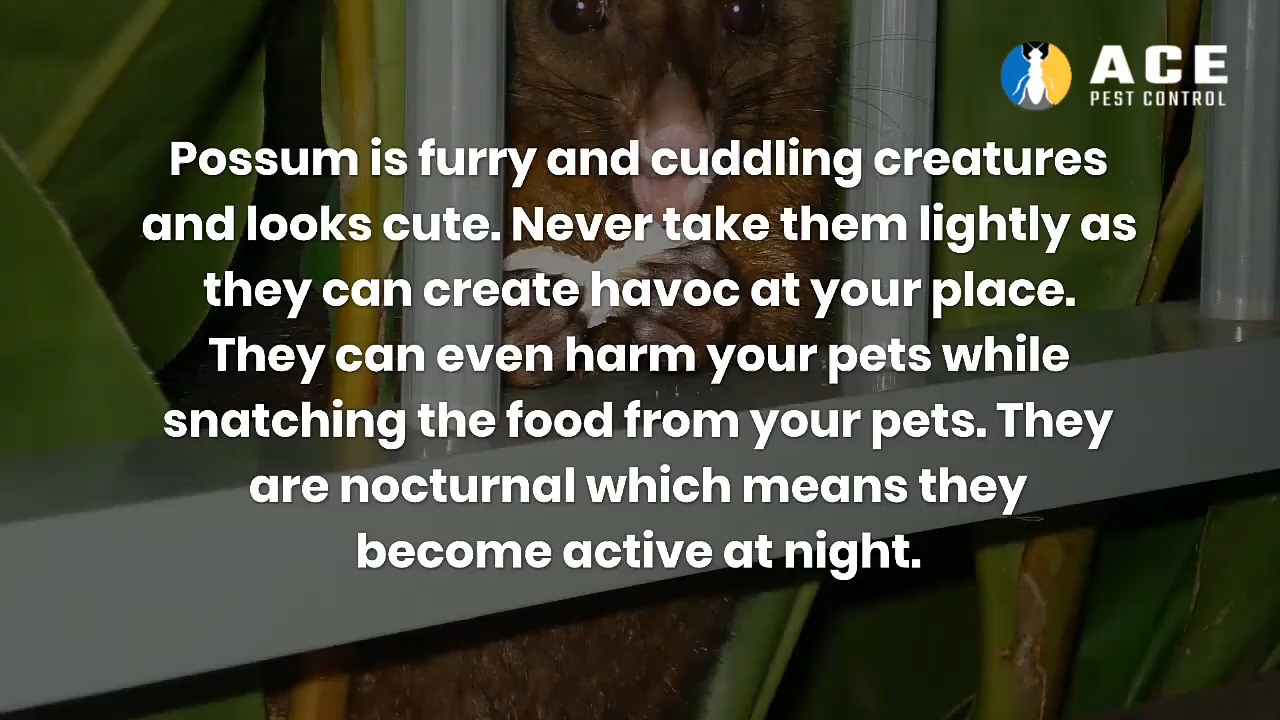 ACE
PEST CONTROL
Possum is furry and cuddling creatures
and looks cute. Never take them lightly as
they can create havoc at your place.
They can even harm your pets while
snatching the food from your pets. They
are nocturnal which means they
become active at night.